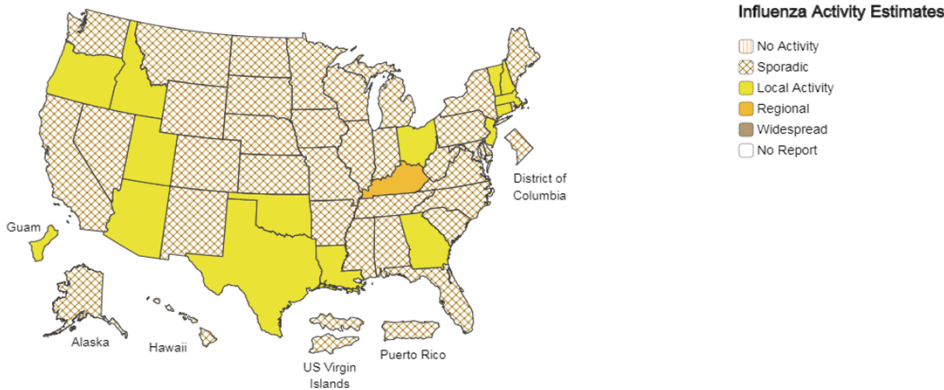 Influenza Activity Estimates
No Activity
Sporadic
Local Activity
Regional
Widespread
No Report
District of
Columbia
Guam
Alaska
Hawaii
US Virgin
Islands
Puerto Rico